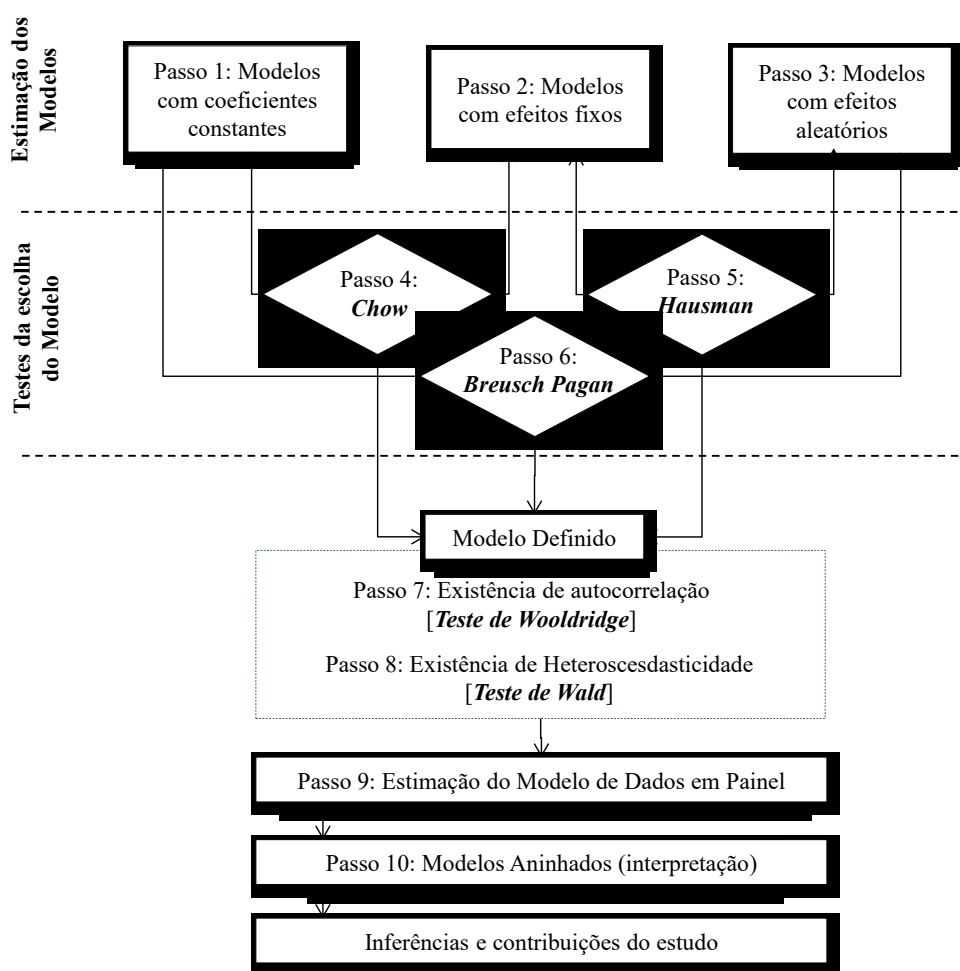 Estimação dos
Modelos
Passo 1: Modelos
com coeficientes
constantes
Passo 2: Modelos
com efeitos fixos
Passo 3: Modelos
com efeitos
aleatórios
Testes da escolha
do Modelo
Passo 4:
Chow
Passo 5:
Hausman
Passo 6:
Breusch Pagan
Modelo Definido
Passo 7: Existência de autocorrelação
[Teste de Wooldridge]
Passo 8: Existência de Heteroscesdasticidade
[Teste de Wald]
Passo 9: Estimação do Modelo de Dados em Painel
Passo 10: Modelos Aninhados (interpretação)
Inferências e contribuições do estudo